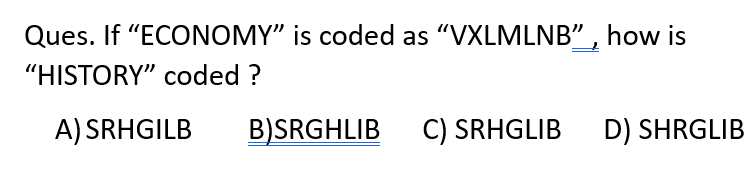 Ques. If “ECONOMY” is coded as “VXLMLNB” , how is
“HISTORY” coded ?
A) SRHGILB B)SRGHLIB C) SRHGLIB D) SHRGLIB